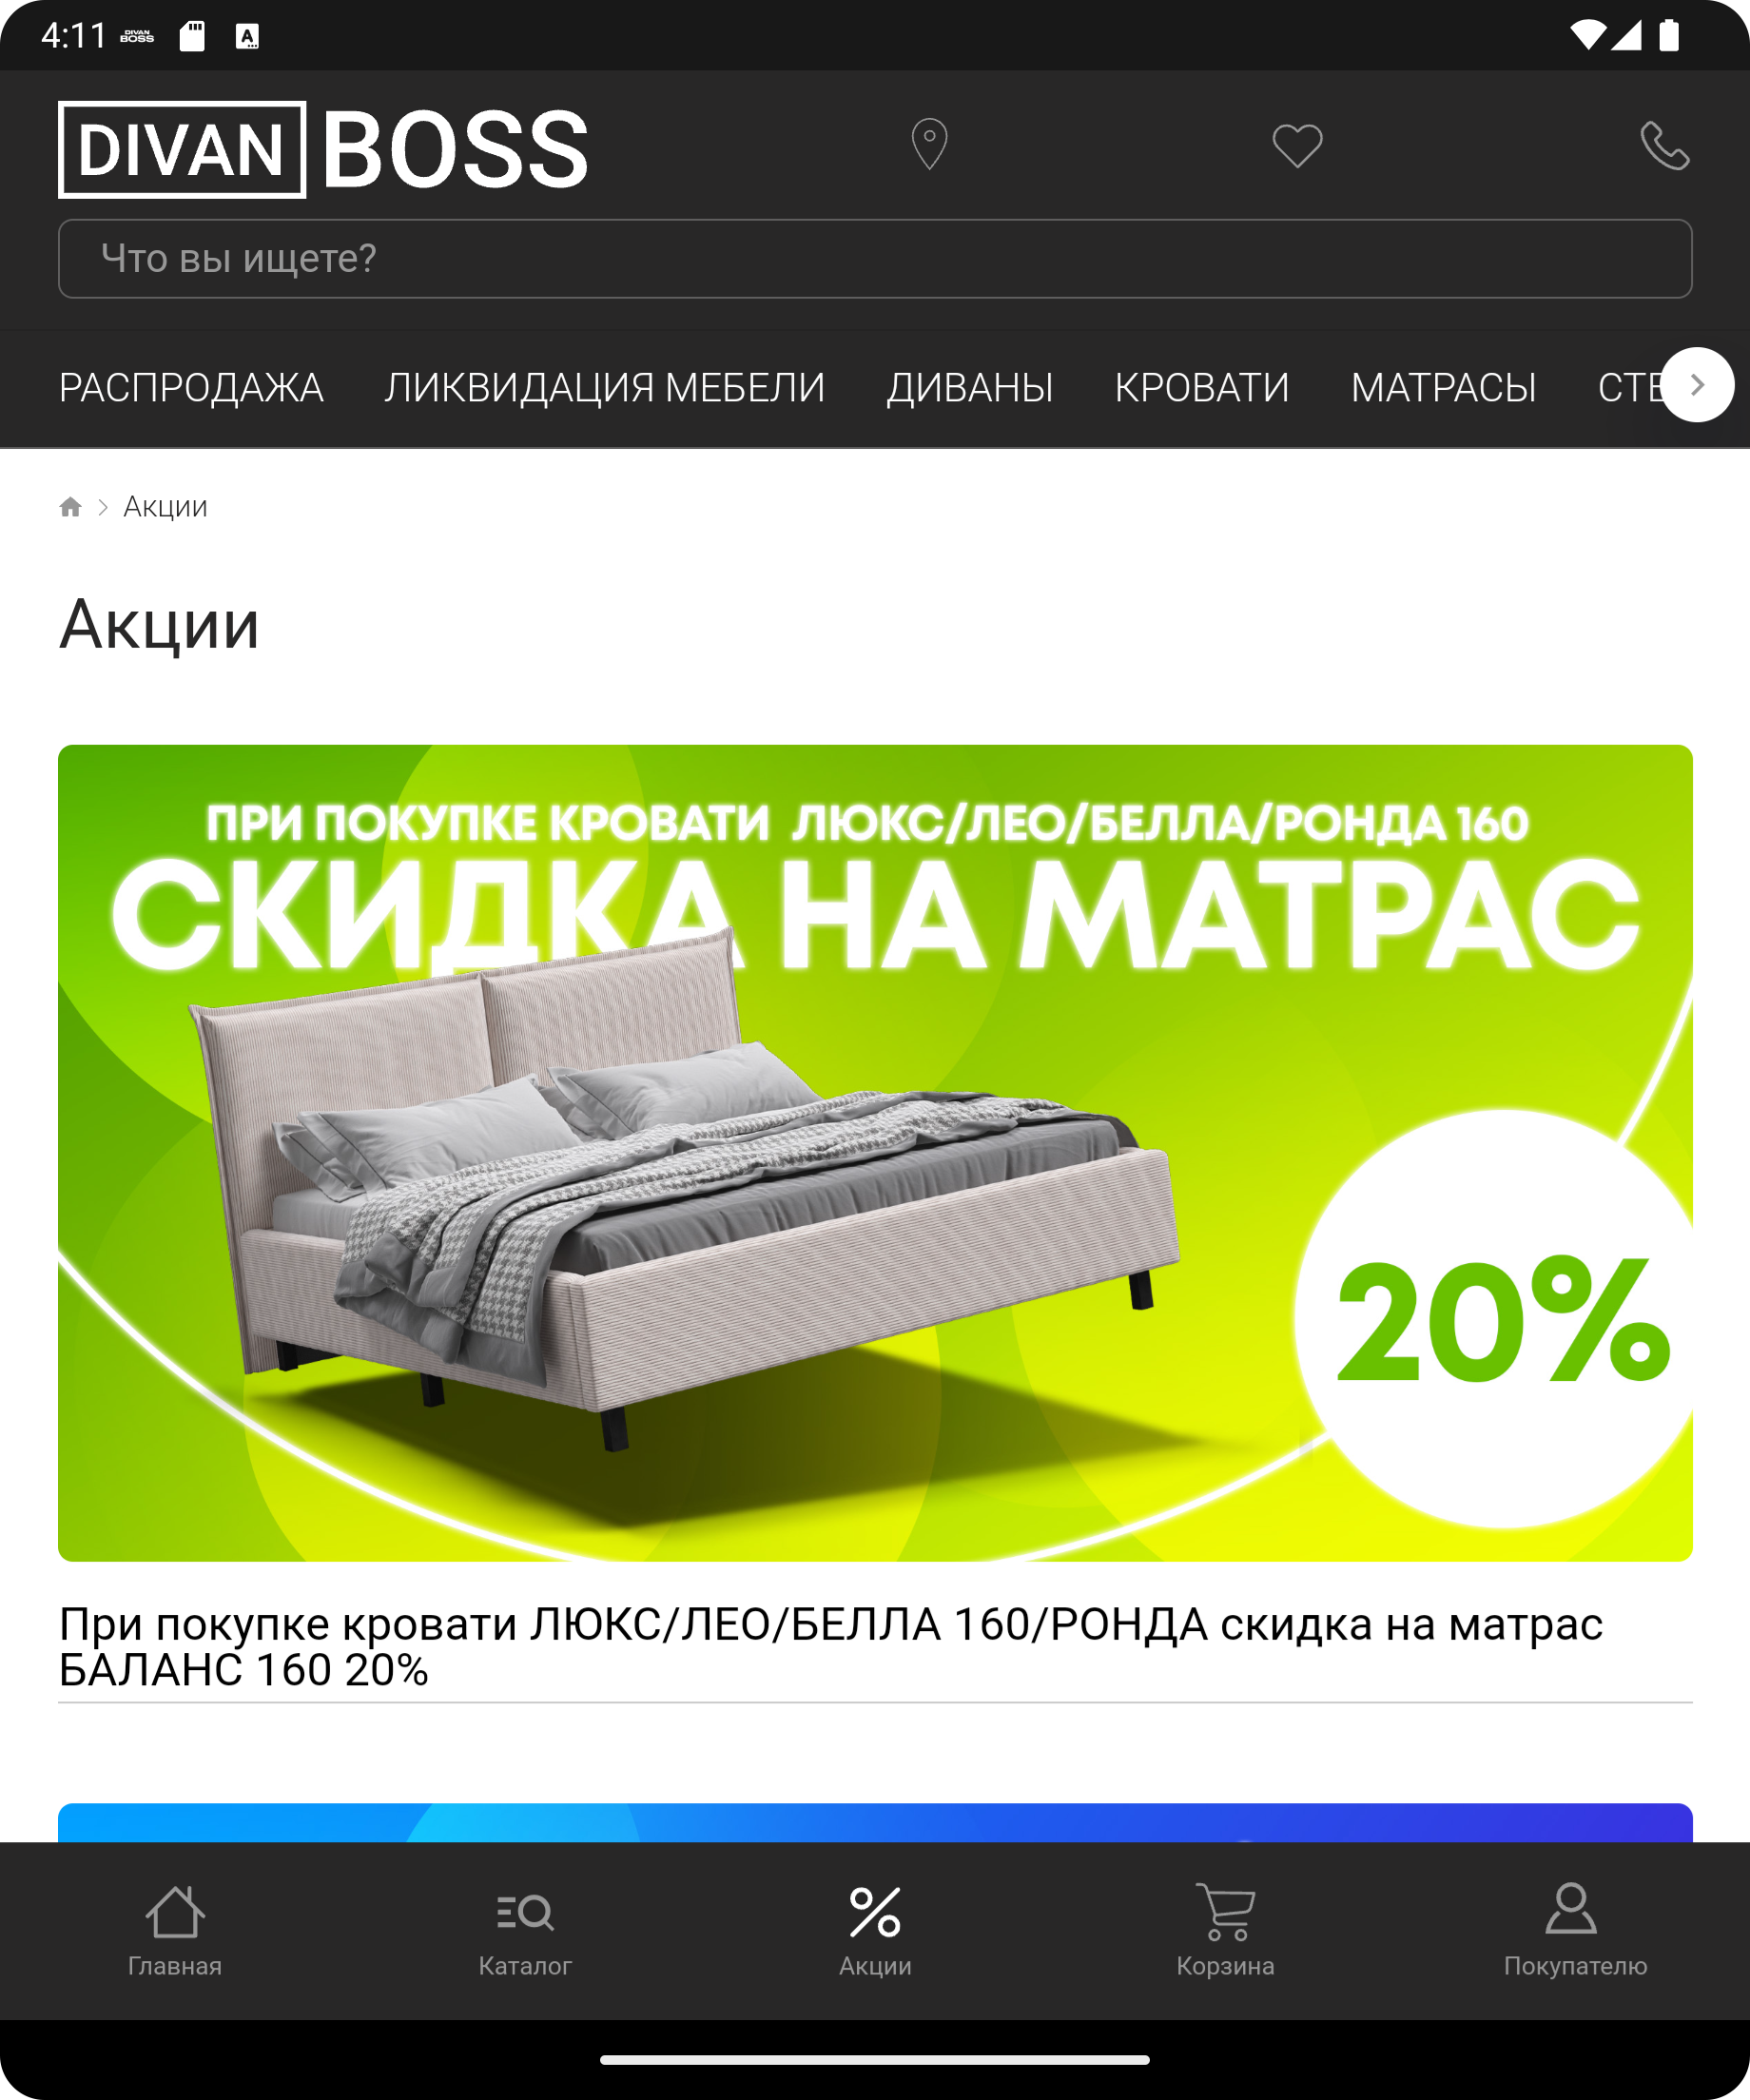 4:11 DIVAN BOSS
DIVAN BOSS
Что вы ищете?
РАСПРОДАЖА ЛИКВИДАЦИЯ МЕБЕЛИ ДИВАНЫ КРОВАТИ МАТРАСЫ СТЕ
Акции
Акции
ПРИ ПОКУПКЕ КРОВАТИ ЛЮКС/ЛЕО/БЕЛЛА/РОНДА 160
СКИДКА НА МАТРАС
20%
При покупке кровати ЛЮКС/ЛЕО/БЕЛЛА 160/РОНДА скидка на матрас
БАЛАНС 160 20%
Главная Каталог Акции Корзина Покупателю